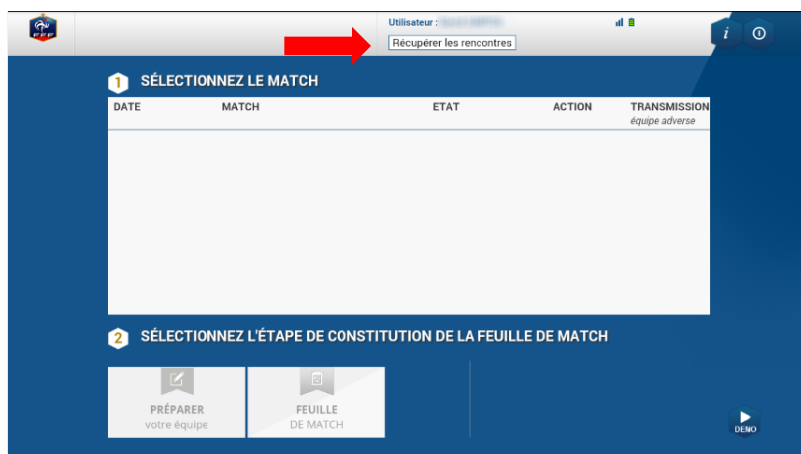 FFF
Utilisateur :
Récupérer les rencontres
i
1 SÉLECTIONNEZ LE MATCH
DATE MATCH ETAT ACTION TRANSMISSION
équipe adverse
2 SÉLECTIONNEZ L'ÉTAPE DE CONSTITUTION DE LA FEUILLE DE MATCH
PRÉPARER FEUILLE
votre équipe DE MATCH
DEMO